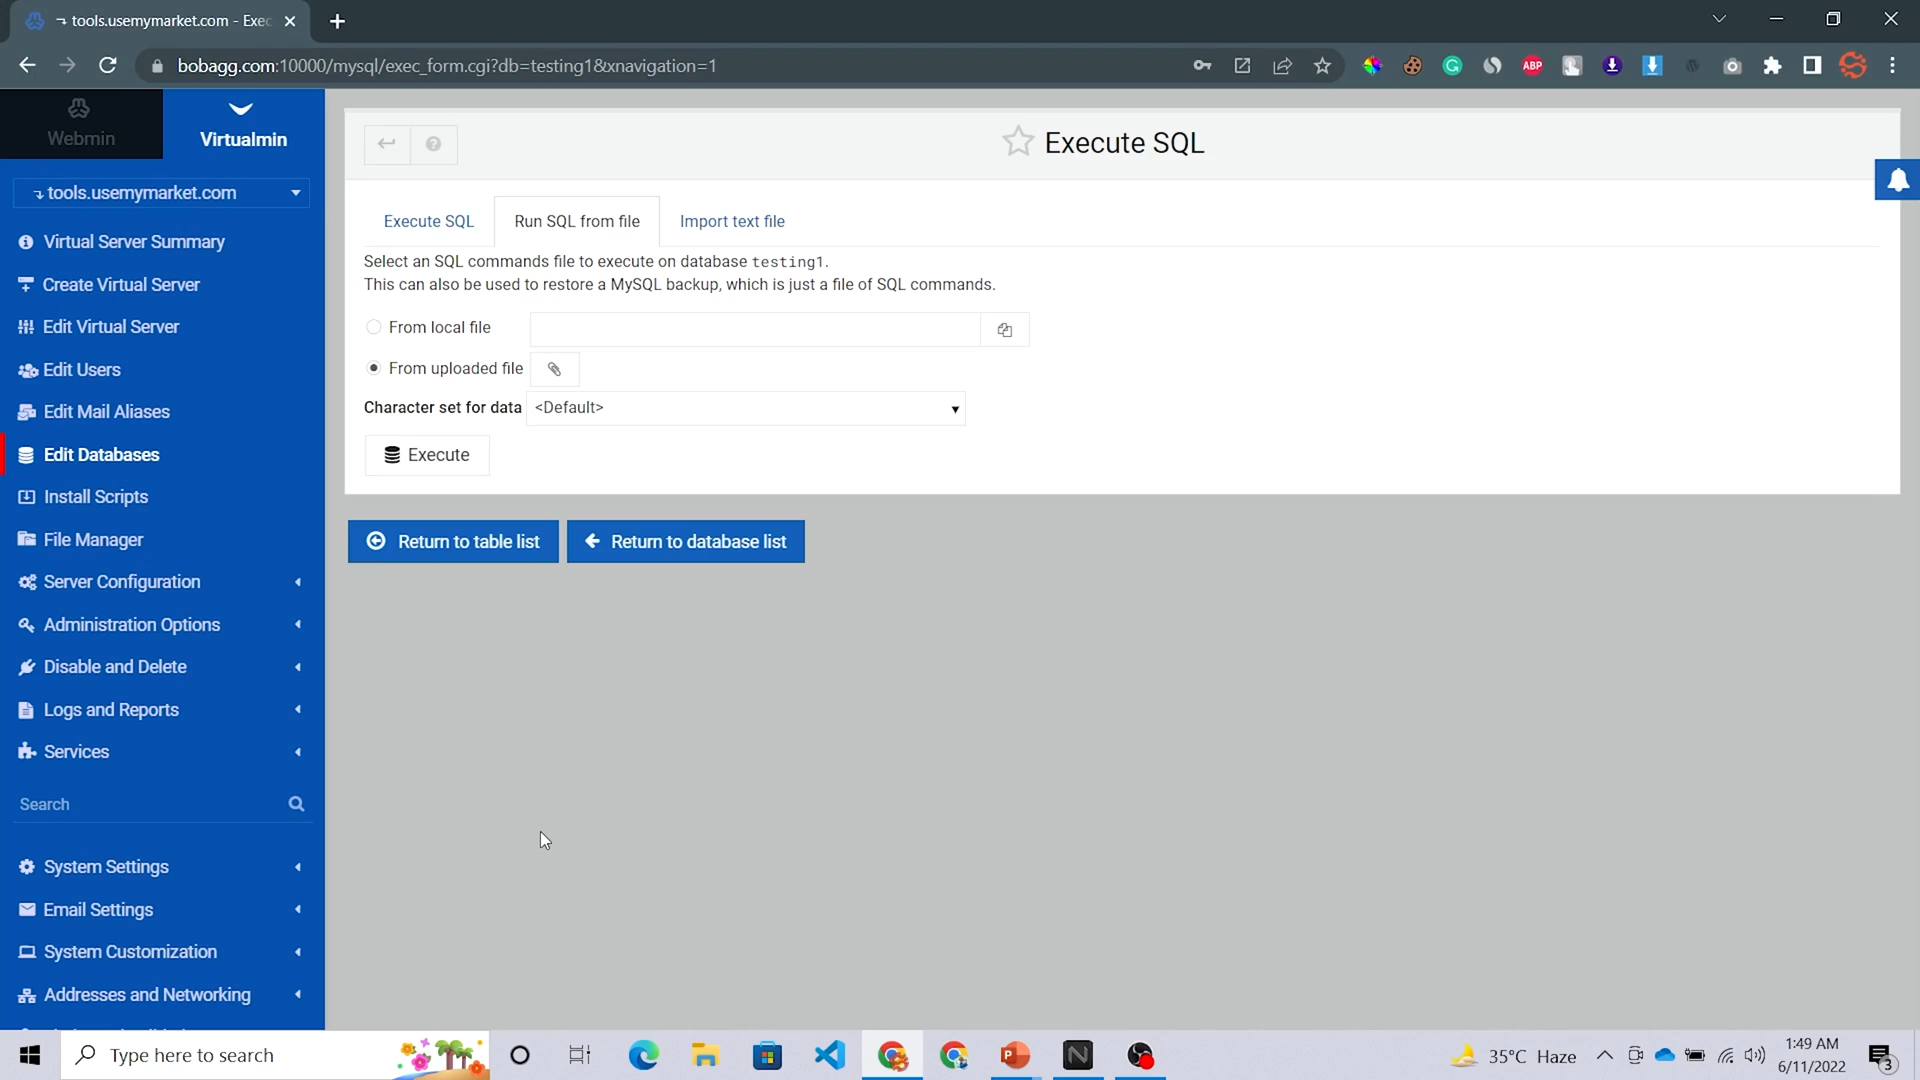 tools.usemymarket.com - Exec
bobagg.com:10000/mysql/exec_form.cgi?db=testing1&xnavigation=1
ABP
Webmin
Virtualmin
tools.usemymarket.com
Virtual Server Summary
Create Virtual Server
Edit Virtual Server
Edit Users
Edit Mail Aliases
Edit Databases
Install Scripts
File Manager
Server Configuration
Administration Options
Disable and Delete
Logs and Reports
Services
Search
System Settings
Email Settings
System Customization
Addresses and Networking
Execute SQL
Execute SQL
Run SQL from file
Import text file
Select an SQL commands file to execute on database testing1.
This can also be used to restore a MySQL backup, which is just a file of SQL commands.
From local file
From uploaded file
Character set for data
<Default>
Execute
Return to table list
Return to database list
Type here to search
35°C Haze
1:49 AM
6/11/2022
3